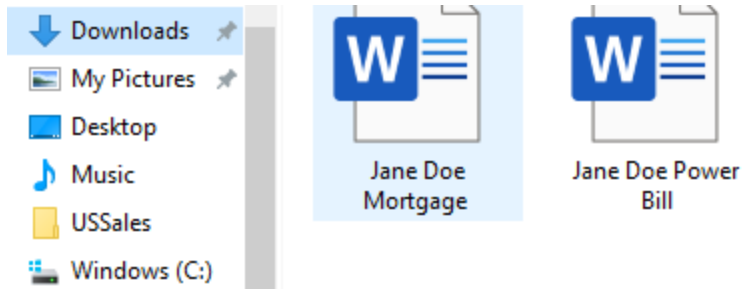 Downloads
My Pictures
Desktop
Music
USSales
Windows (C:)
W
Jane Doe
Mortgage
W
Jane Doe Power
Bill